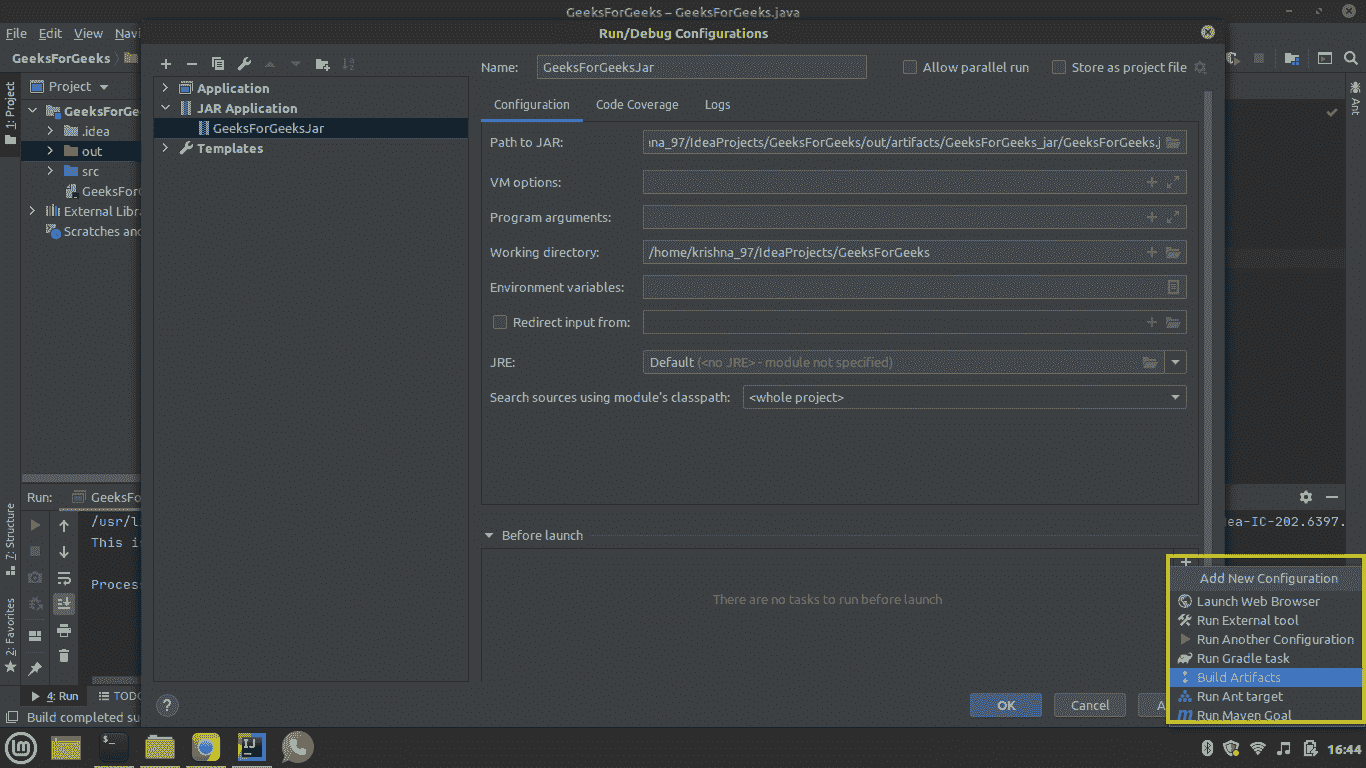 GeeksForGeeks – GeeksForGeeks.java
File Edit View Navi
Run/Debug Configurations
GeeksForGeeks
Name: GeeksForGeeksJar
Allow parallel run
Store as project file
1: Project
Project
Ant
Application
JAR Application
GeeksForGeeksJar
Templates
GeeksForGe
.idea
out
src
GeeksForG
External Libra
Scratches and
Configuration Code Coverage Logs
Path to JAR: na_97/IdeaProjects/GeeksForGeeks/out/artifacts/GeeksForGeeks_jar/GeeksForGeeks.j
VM options:
Program arguments:
Working directory: /home/krishna_97/IdeaProjects/GeeksForGeeks
Environment variables:
Redirect input from:
JRE: Default (<no JRE> - module not specified)
Search sources using module's classpath: <whole project>
Run: GeeksFo
7: Structure
2: Favorites
/usr/l
dea-IC-202.6397.
This i
Proces
Before launch
There are no tasks to run before launch
Add New Configuration
Launch Web Browser
Run External tool
Run Another Configuration
Run Gradle task
Build Artifacts
Run Ant target
Run Maven Goal
? OK Cancel A
4: Run TODO
Build completed su
16:44